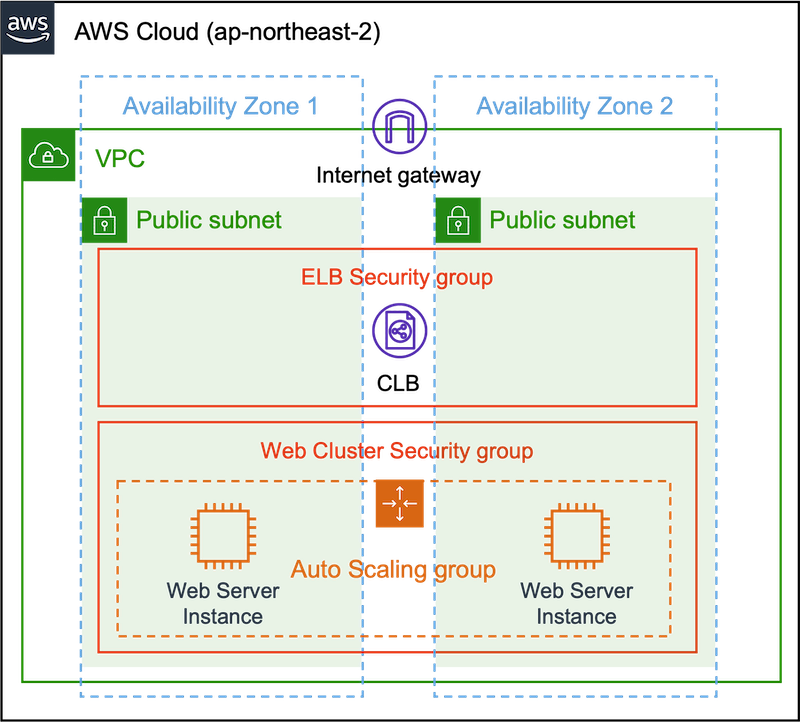 aws
AWS Cloud (ap-northeast-2)
Availability Zone 1
Availability Zone 2
VPC
Internet gateway
Public subnet
Public subnet
ELB Security group
CLB
Web Cluster Security group
Auto Scaling group
Web Server
Instance
Web Server
Instance